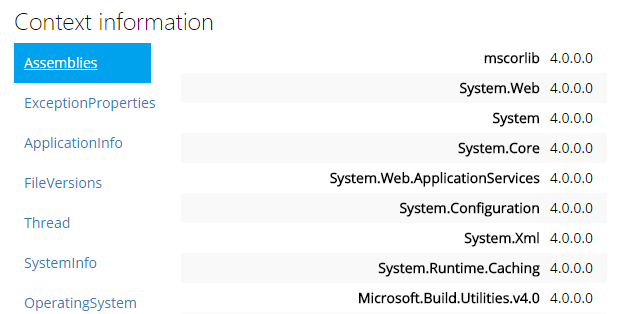 Context information
Assemblies
ExceptionProperties
ApplicationInfo
FileVersions
Thread
SystemInfo
OperatingSystem
mscorlib 4.0.0.0
System.Web 4.0.0.0
System 4.0.0.0
System.Core 4.0.0.0
System.Web.ApplicationServices 4.0.0.0
System.Configuration 4.0.0.0
System.Xml 4.0.0.0
System.Runtime.Caching 4.0.0.0
Microsoft.Build.Utilities.v4.0 4.0.0.0